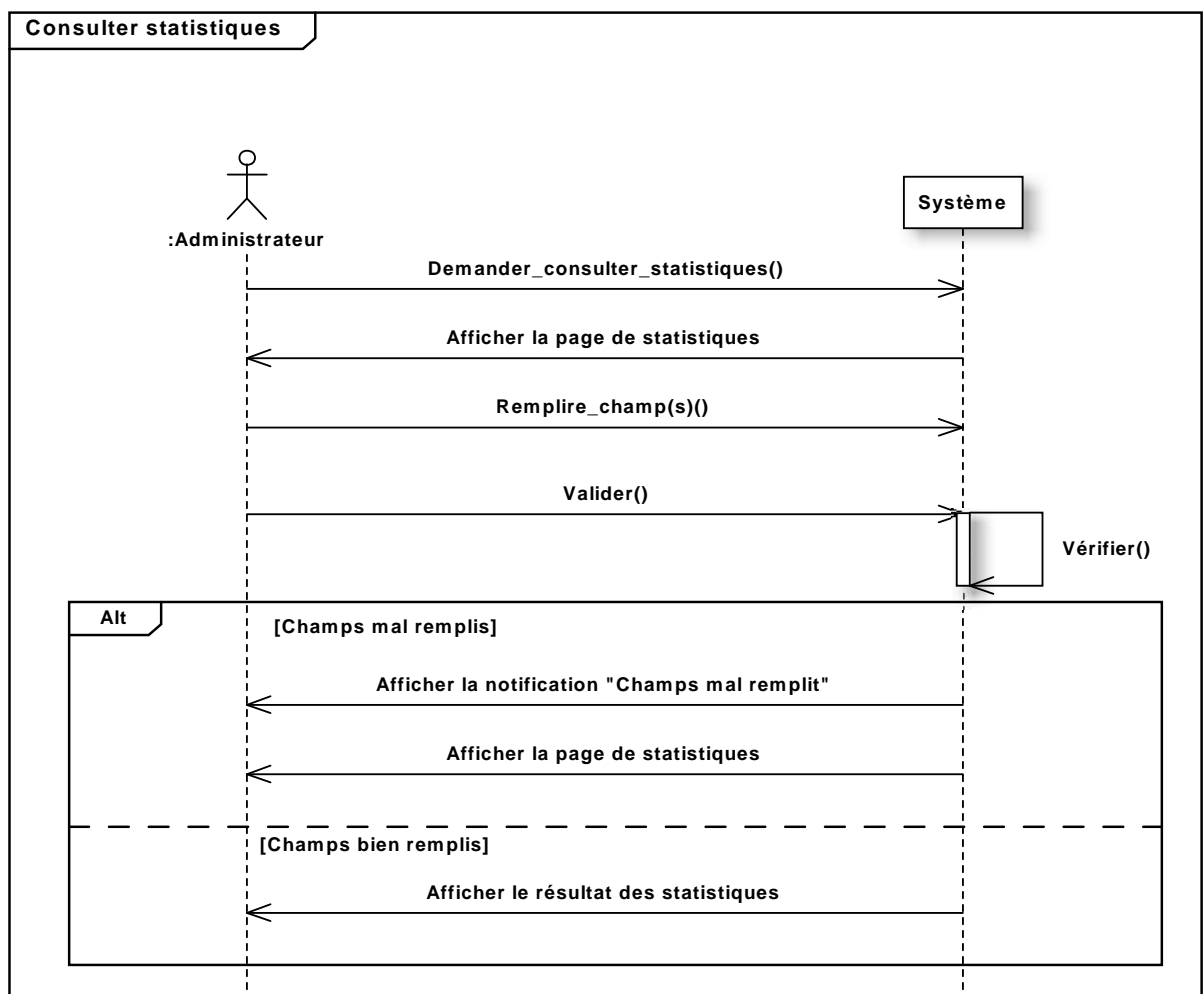 Consulter statistiques
:Administrateur
Système
Demander_consulter_statistiques()
Afficher la page de statistiques
Remplire_champ(s)()
Valider()
Vérifier()
Alt
[Champs mal remplis]
Afficher la notification "Champs mal remplit"
Afficher la page de statistiques
[Champs bien remplis]
Afficher le résultat des statistiques